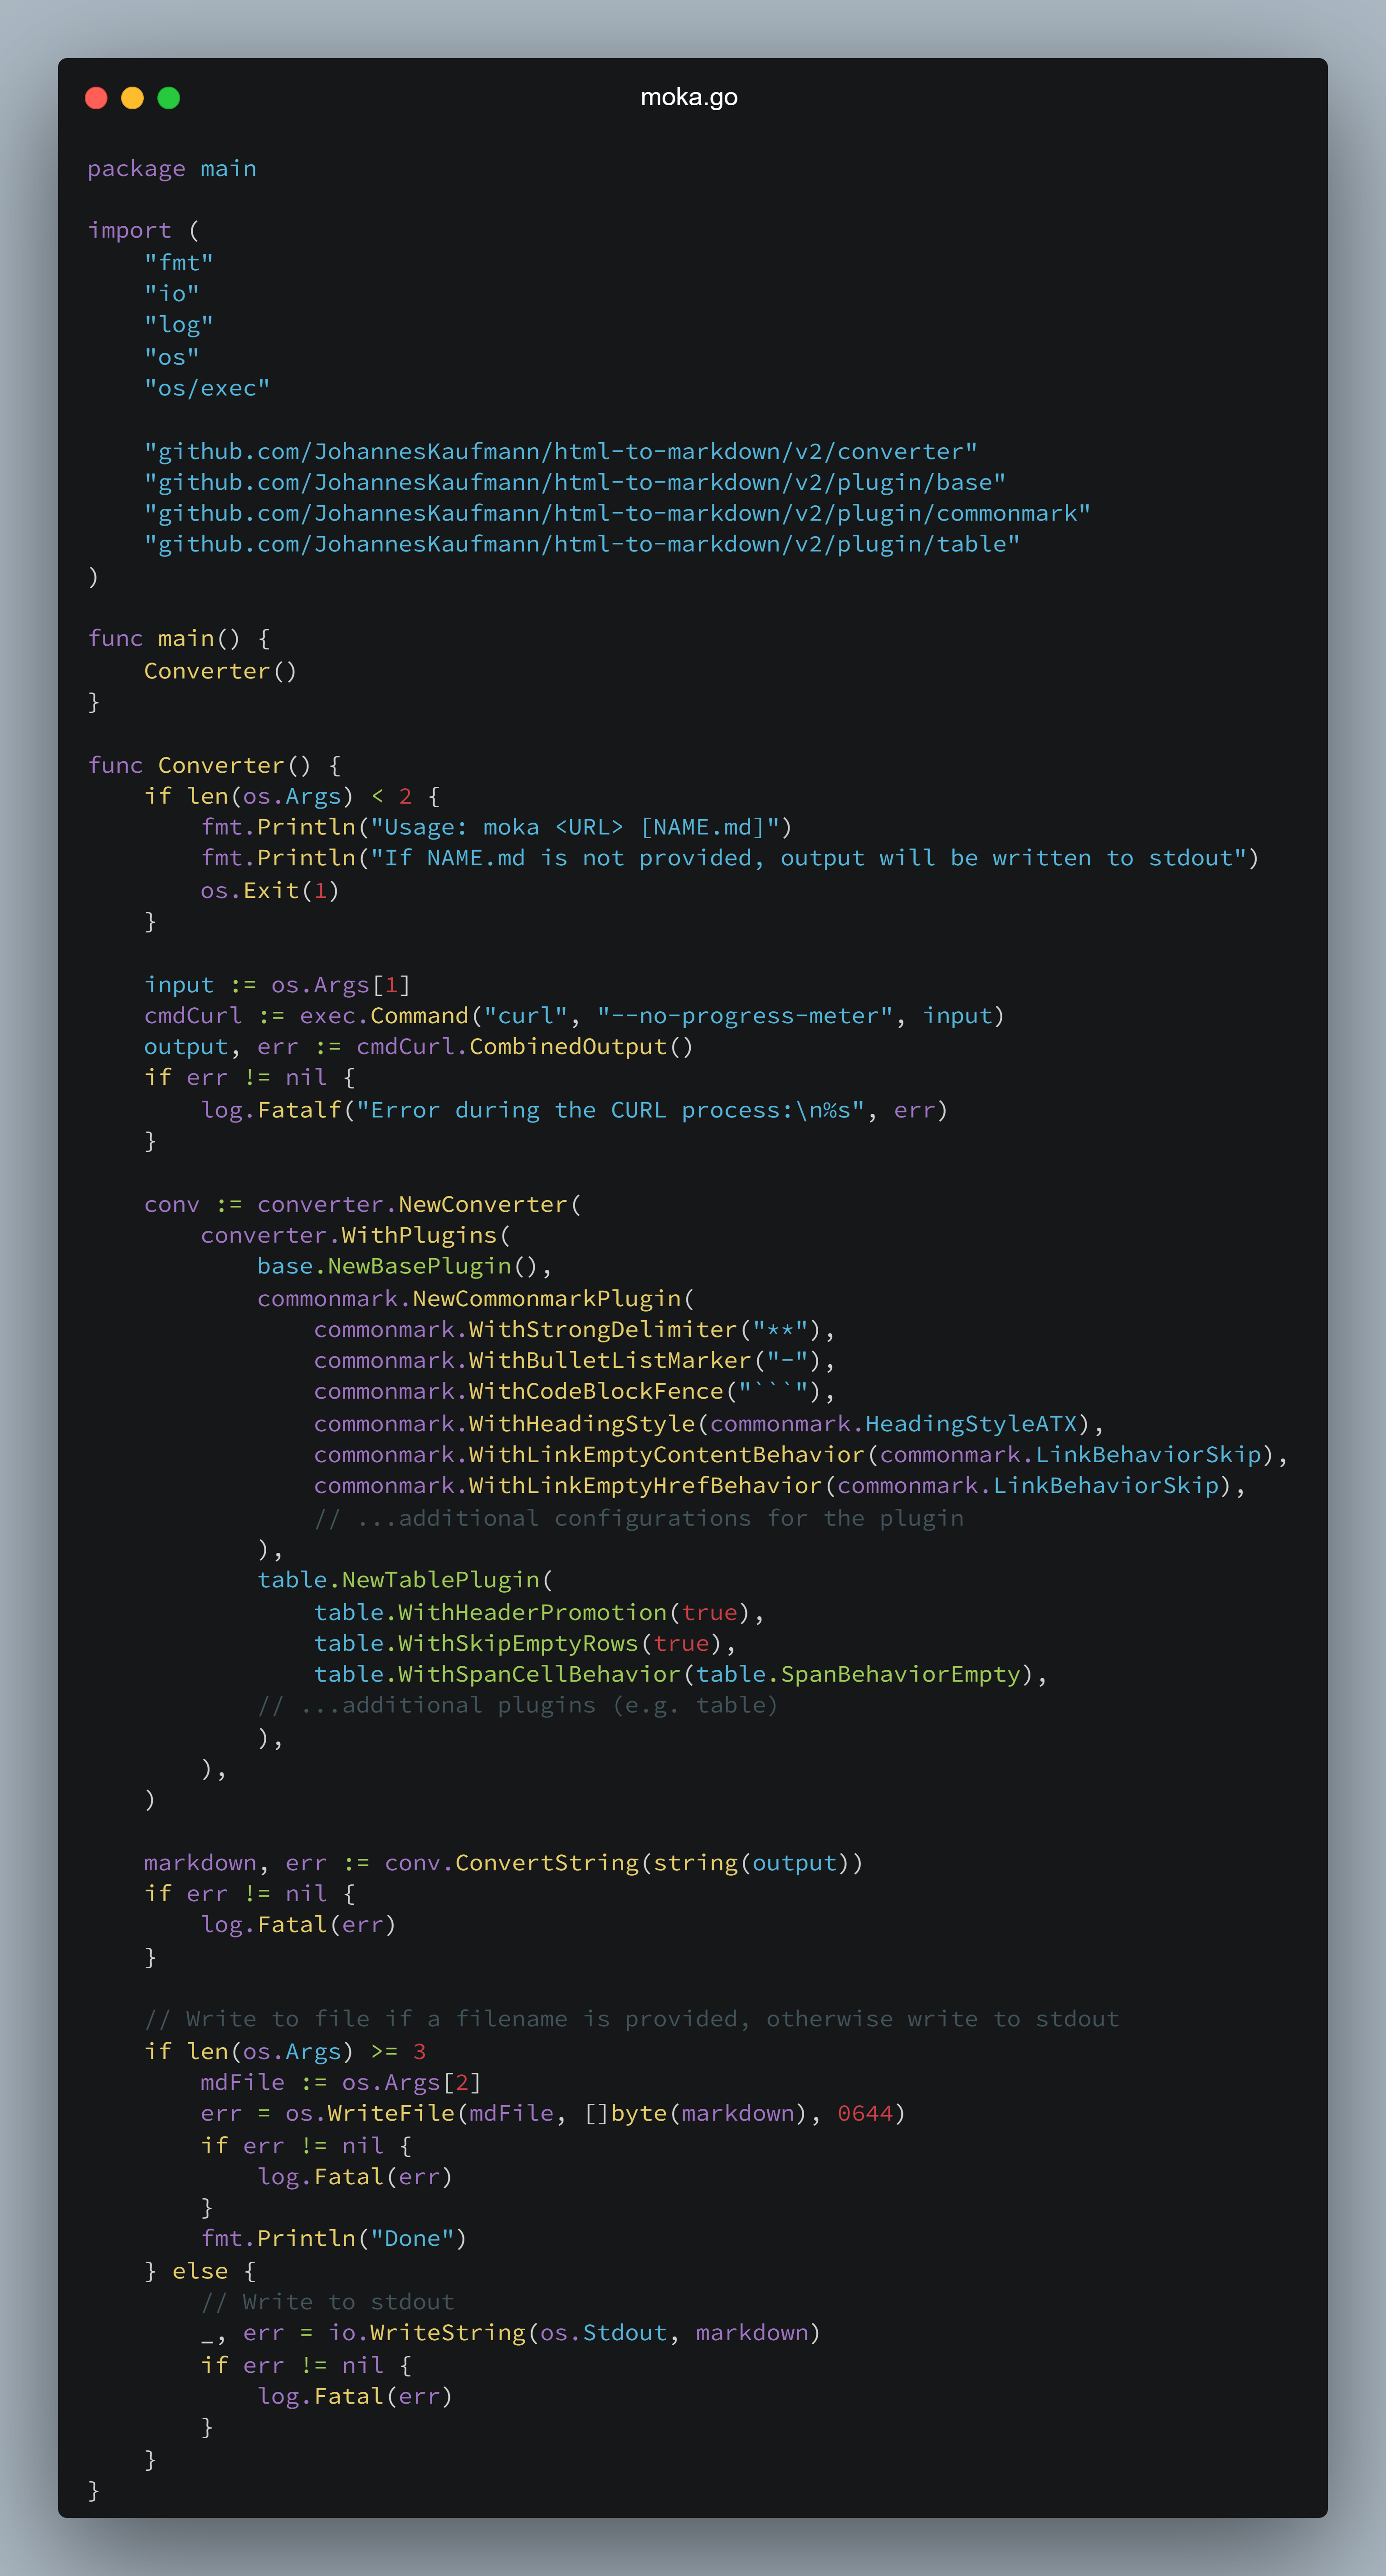 moka.go
package main
import (
    "fmt"
    "io"
    "log"
    "os"
    "os/exec"
    "github.com/JohannesKaufmann/html-to-markdown/v2/converter"
    "github.com/JohannesKaufmann/html-to-markdown/v2/plugin/base"
    "github.com/JohannesKaufmann/html-to-markdown/v2/plugin/commonmark"
    "github.com/JohannesKaufmann/html-to-markdown/v2/plugin/table"
)
func main() {
    Converter()
}
func Converter() {
    if len(os.Args) < 2 {
        fmt.Println("Usage: moka <URL> [NAME.md]")
        fmt.Println("If NAME.md is not provided, output will be written to stdout")
        os.Exit(1)
    }
    input := os.Args[1]
    cmdCurl := exec.Command("curl", "--no-progress-meter", input)
    output, err := cmdCurl.CombinedOutput()
    if err != nil {
        log.Fatalf("Error during the CURL process:\n%s", err)
    }
    conv := converter.NewConverter(
        converter.WithPlugins(
            base.NewBasePlugin(),
            commonmark.NewCommonmarkPlugin(
                commonmark.WithStrongDelimiter("**"),
                commonmark.WithBulletListMarker("-"),
                commonmark.WithCodeBlockFence("```"),
                commonmark.WithHeadingStyle(commonmark.HeadingStyleATX),
                commonmark.WithLinkEmptyContentBehavior(commonmark.LinkBehaviorSkip),
                commonmark.WithLinkEmptyHrefBehavior(commonmark.LinkBehaviorSkip),
                // ...additional configurations for the plugin
            ),
            table.NewTablePlugin(
                table.WithHeaderPromotion(true),
                table.WithSkipEmptyRows(true),
                table.WithSpanCellBehavior(table.SpanBehaviorEmpty),
            // ...additional plugins (e.g. table)
            ),
        ),
    )
    markdown, err := conv.ConvertString(string(output))
    if err != nil {
        log.Fatal(err)
    }
    // Write to file if a filename is provided, otherwise write to stdout
    if len(os.Args) >= 3
        mdFile := os.Args[2]
        err = os.WriteFile(mdFile, []byte(markdown), 0644)
        if err != nil {
            log.Fatal(err)
        }
        fmt.Println("Done")
    } else {
        // Write to stdout
        _, err = io.WriteString(os.Stdout, markdown)
        if err != nil {
            log.Fatal(err)
        }
    }
}